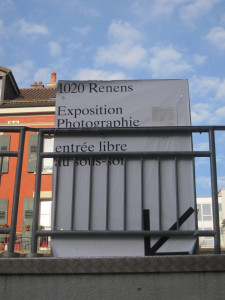 1020 Renens
Exposition
Photographie
entrée libre
au sous-sol